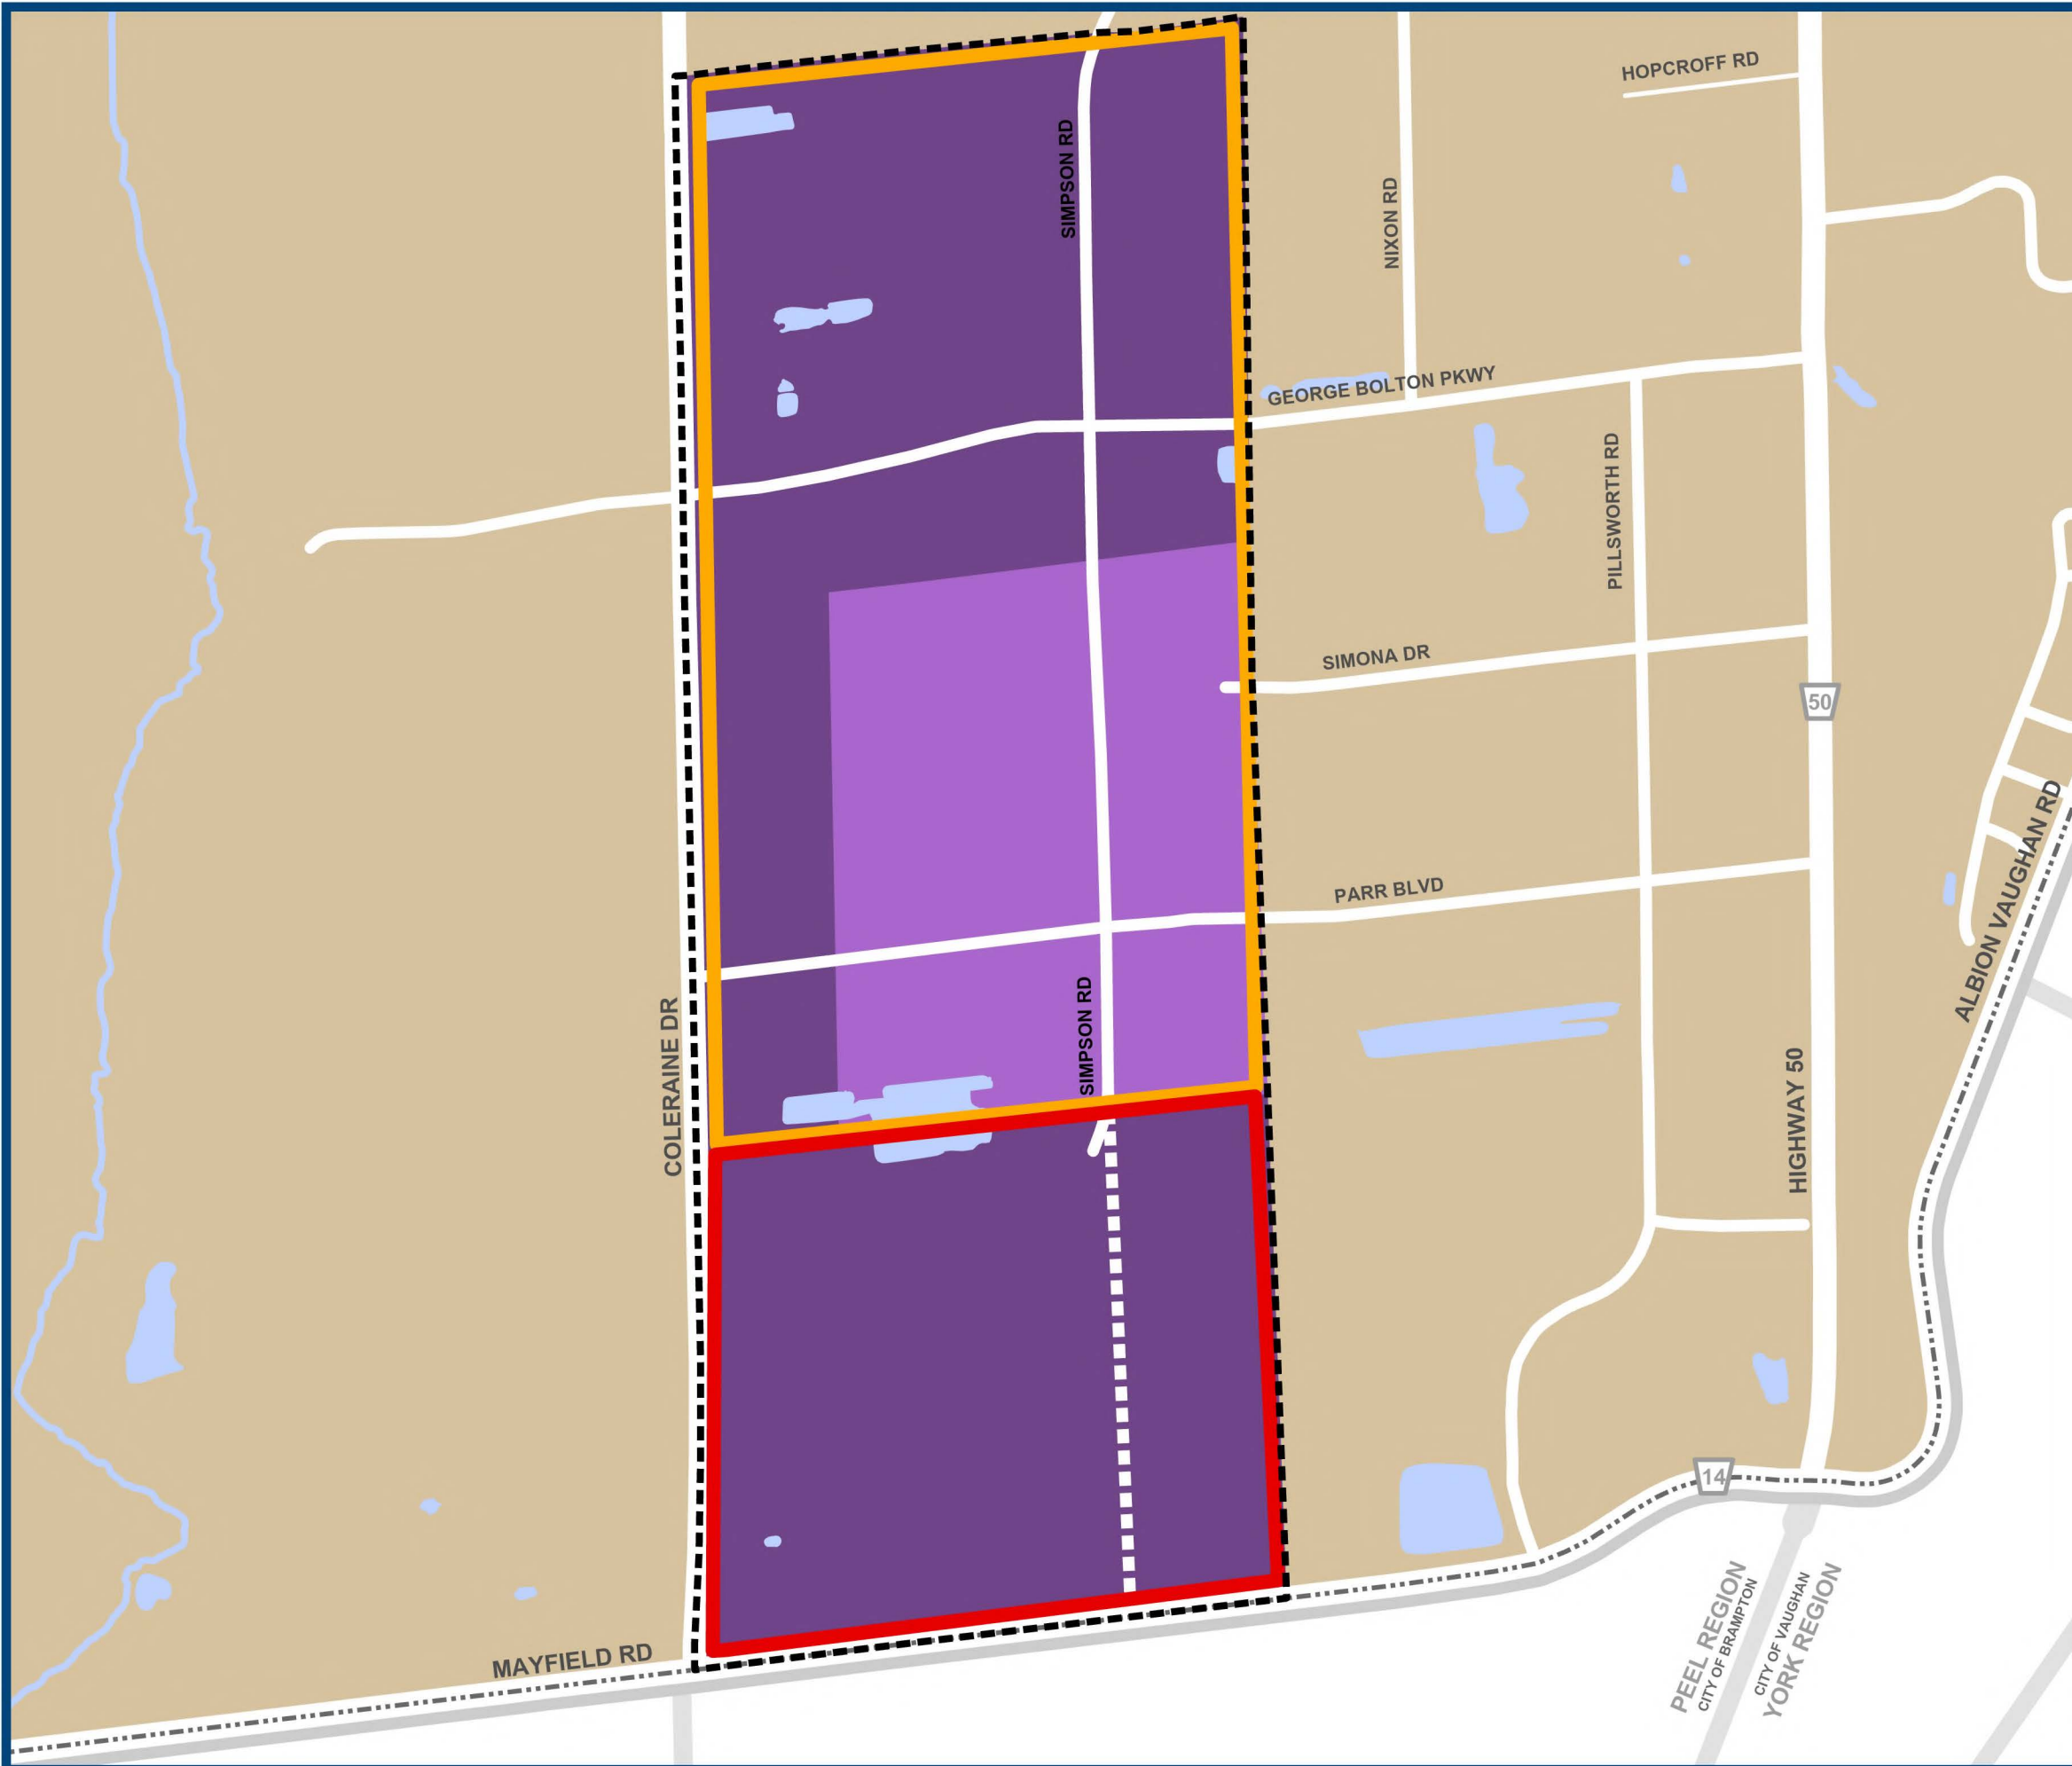 HOPCROFF RD
SIMPSON RD
NIXON RD
GEORGE BOLTON PKWY
PILLSWORTH RD
SIMONA DR
50
ALBION VAUGHAN RD
PARR BLVD
SIMPSON RD
COLERAINE DR
HIGHWAY 50
14
MAYFIELD RD
PEEL REGION
CITY OF BRAMPTON
CITY OF VAUGHAN
YORK REGION